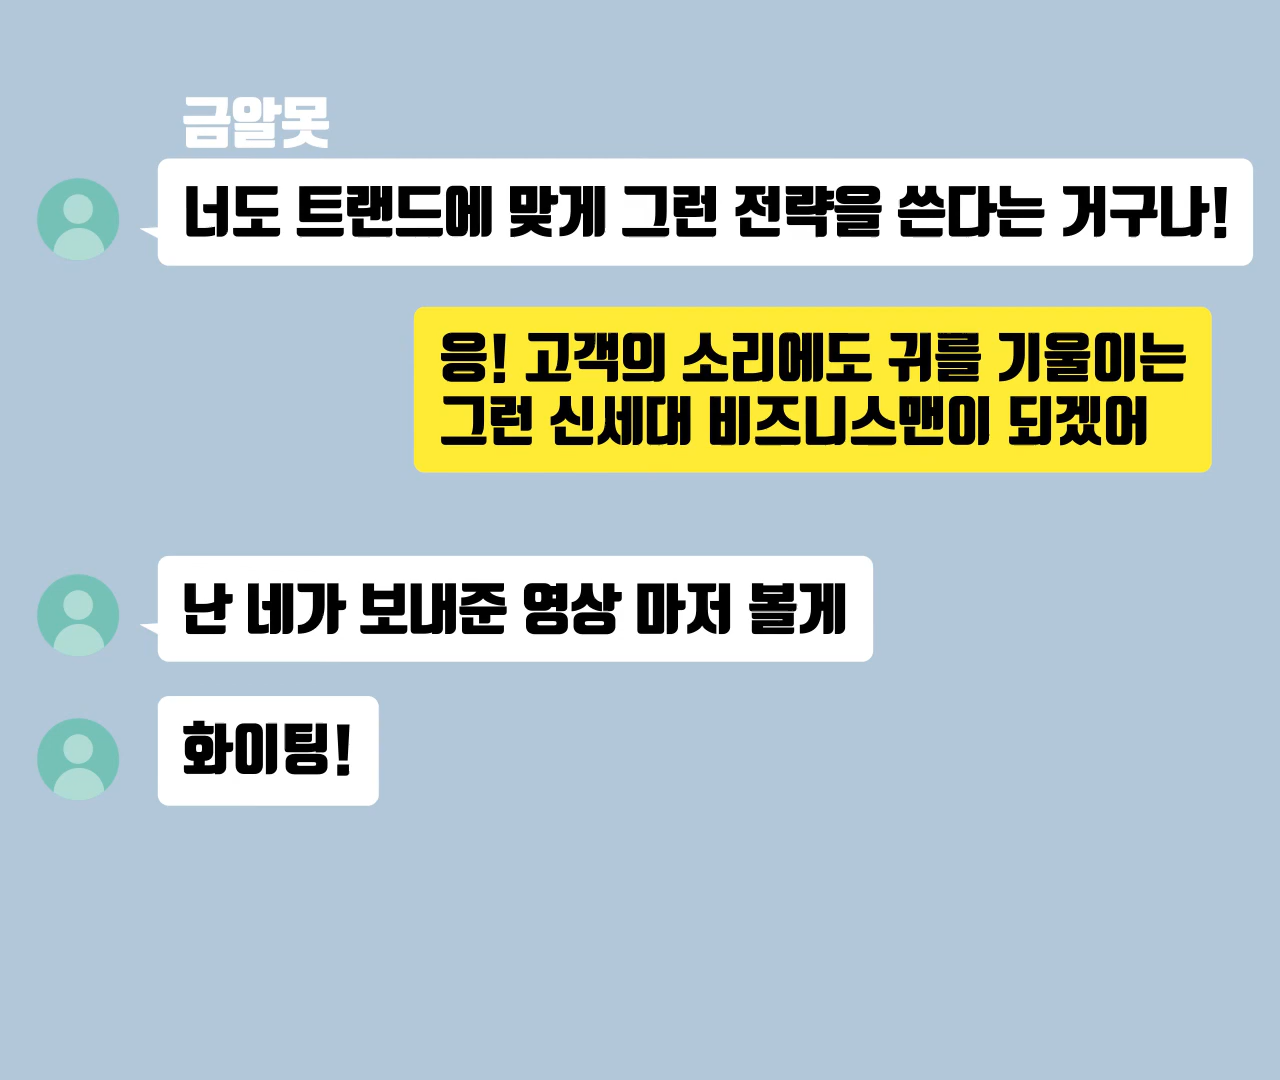 금알못
너도 트랜드에 맞게 그런 전략을 쓴다는 거구나!
응! 고객의 소리에도 귀를 기울이는
그런 신세대 비즈니스맨이 되겠어
난 네가 보내준 영상 마저 볼게
화이팅!